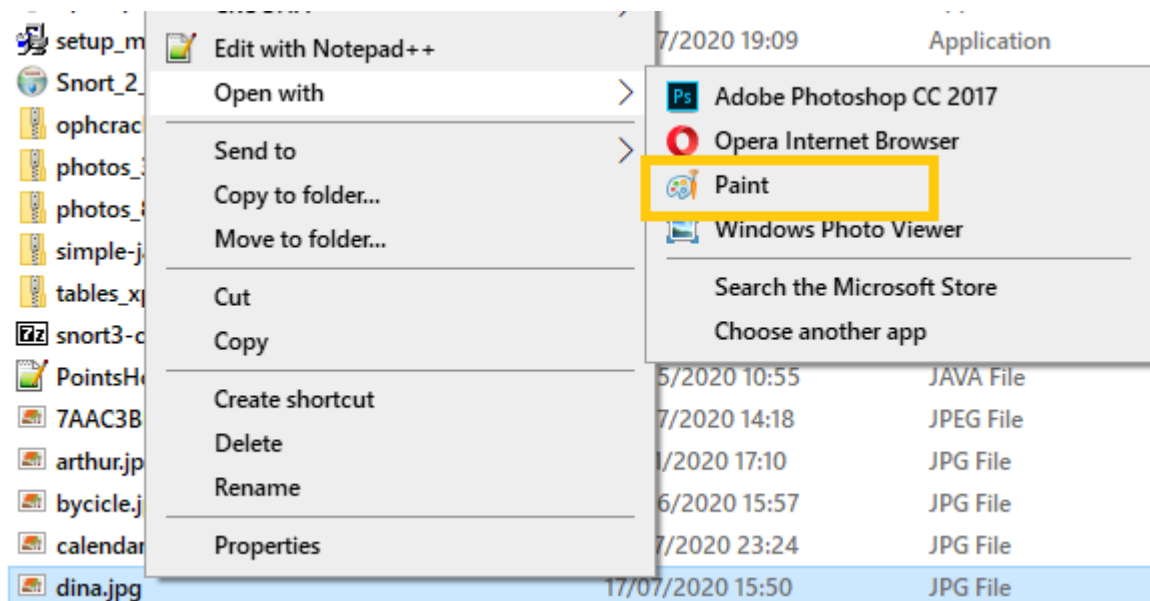 setup_m
Edit with Notepad++
7/2020 19:09
Application
Snort_2_
Open with
Adobe Photoshop CC 2017
ophcrac
Opera Internet Browser
Send to
photos_
Paint
Copy to folder...
photos_
Windows Photo Viewer
Move to folder...
simple-j
Search the Microsoft Store
tables_x
Cut
Choose another app
snort3-
Copy
PointsH
5/2020 10:55
JAVA File
Create shortcut
7AAC3B
7/2020 14:18
JPEG File
Delete
arthur.jp
/2020 17:10
JPG File
Rename
bycicle.j
6/2020 15:57
JPG File
calendar
Properties
7/2020 23:24
JPG File
dina.jpg
17/07/2020 15:50
JPG File